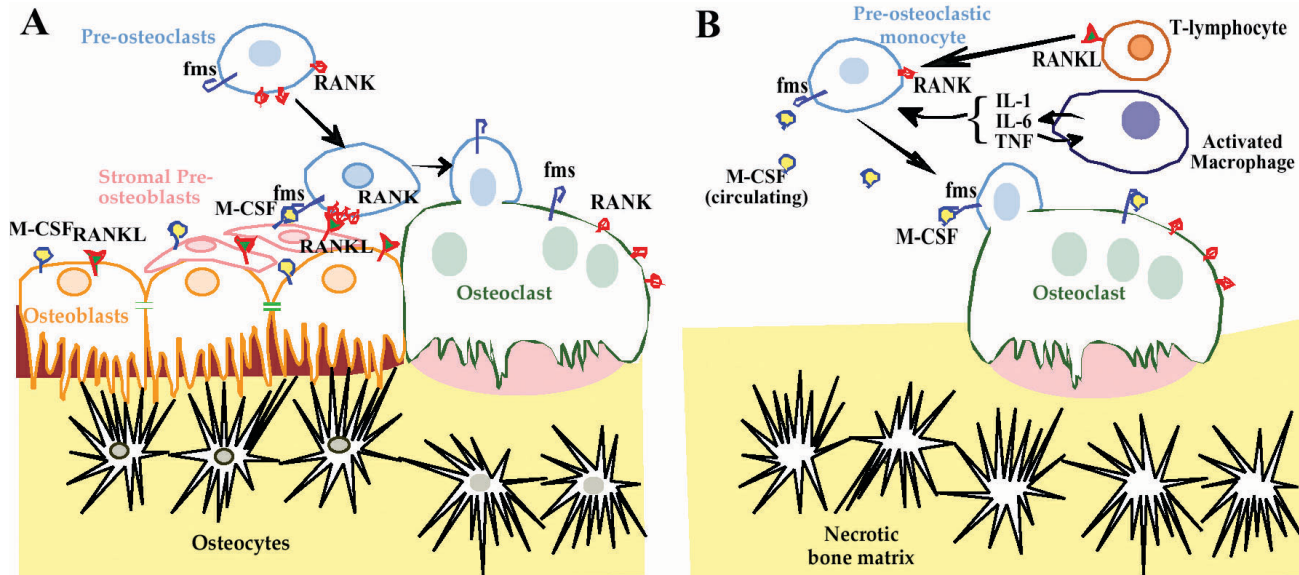 A
Pre-osteoclasts
fms
RANK
Stromal Pre-
osteoblasts
fms
RANK
M-CSF
M-CSF
RANKL
RANKL
Osteoblasts
fms
RANK
Osteoclast
Osteocytes
B
Pre-osteoclastic
monocyte
T-lymphocyte
RANKL
fms
RANK
IL-1
IL-6
TNF
Activated
Macrophage
M-CSF
(circulating)
fms
M-CSF
Osteoclast
Necrotic
bone matrix